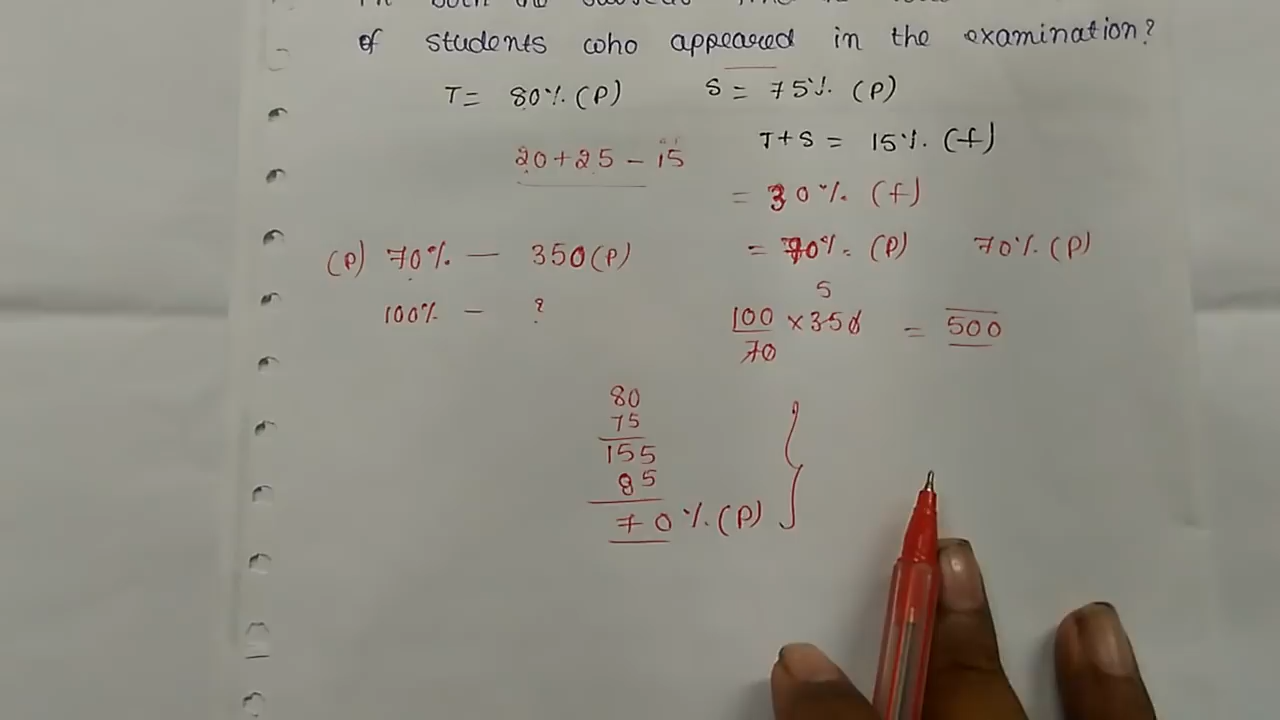 of students who appeared in the examination?
T = 80% (P) S = 75% (P)
T+S = 15% (f)
20+25-15
= 30% (f)
(P) 70% — 350(P)
= 70% (P) 70% (P)
100% — ?
5
100/70 × 350 = 500
80
75
155
85
70% (P)